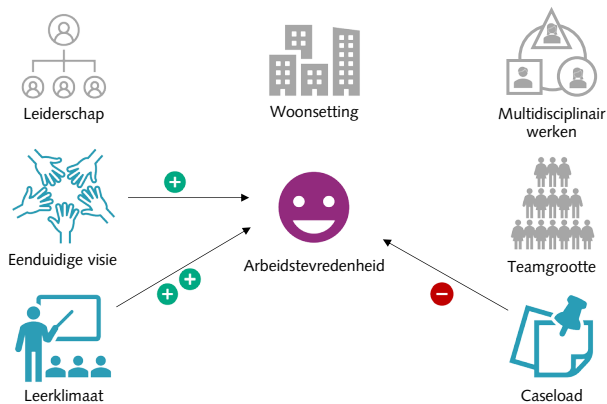 Leiderschap
Woonsetting
Multidisciplinair
werken
Eenduidige visie
Arbeidstevredenheid
Teamgrootte
Leerklimaat
Caseload